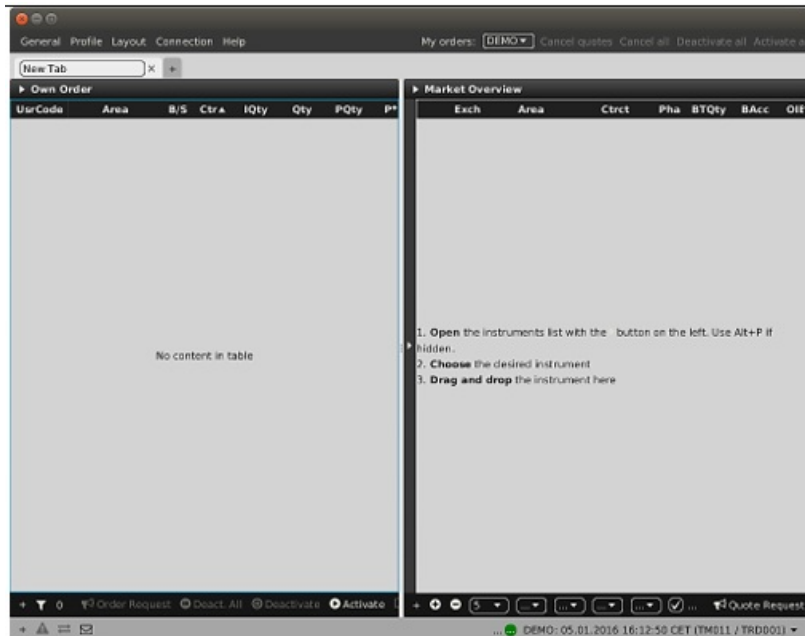 General Profile Layout Connection Help
My orders: DEMO Cancel quotes Cancel all Deactivate all Activate a
New Tab
Own Order
UsrCode Area B/S Ctr IQty Qty PQty P*
No content in table
0 Order Request Deact. All Deactivate Activate
Market Overview
Exch Area Ctrct Pha BTQty BAcc
1. Open the instruments list with the button on the left. Use Alt+P if
hidden.
2. Choose the desired instrument
3. Drag and drop the instrument here
5 ... ... ... ... ... Quote Request
... DEMO: 05.01.2016 16:12:50 CET (TM011 / TRD001)